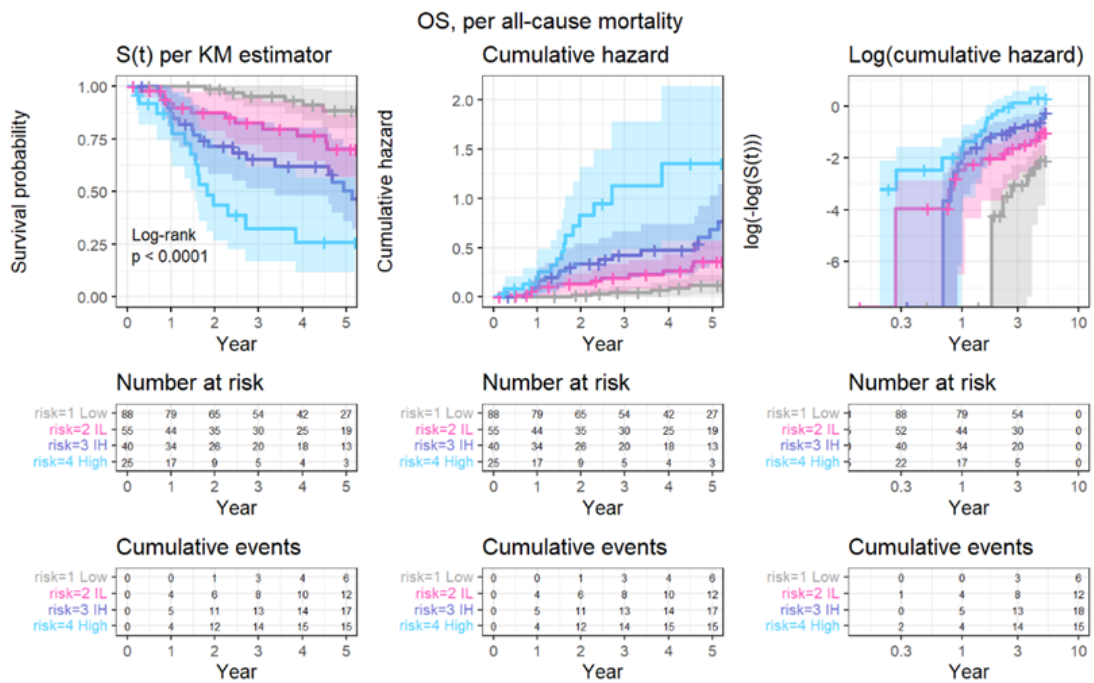 OS, per all-cause mortality
S(t) per KM estimator
Survival probability
1.00
0.75
0.50
0.25
0.00
Log-rank
p < 0.0001
0 1 2 3 4 5
Year
Cumulative hazard
Cumulative hazard
2.0
1.5
1.0
0.5
0.0
0 1 2 3 4 5
Year
Log(cumulative hazard)
log(-log(S(t)))
0
-2
-4
-6
0.3 1 3 10
Year
Number at risk
risk=1 Low 88 79 65 54 42 27
risk=2 IL 55 44 35 30 25 19
risk=3 IH 40 34 26 20 18 13
risk=4 High 25 17 9 5 4 3
0 1 2 3 4 5
Year
Number at risk
risk=1 Low 88 79 65 54 42 27
risk=2 IL 55 44 35 30 25 19
risk=3 IH 40 34 26 20 18 13
risk=4 High 25 17 9 5 4 3
0 1 2 3 4 5
Year
Number at risk
risk=1 Low 88 79 54 0
risk=2 IL 52 44 30 0
risk=3 IH 40 34 20 0
risk=4 High 22 17 5 0
0.3 1 3 10
Year
Cumulative events
risk=1 Low 0 0 1 3 4 6
risk=2 IL 0 4 6 8 10 12
risk=3 IH 0 5 11 13 14 17
risk=4 High 0 4 12 14 15 15
0 1 2 3 4 5
Year
Cumulative events
risk=1 Low 0 0 1 3 4 6
risk=2 IL 0 4 6 8 10 12
risk=3 IH 0 5 11 13 14 17
risk=4 High 0 4 12 14 15 15
0 1 2 3 4 5
Year
Cumulative events
risk=1 Low 0 0 3 6
risk=2 IL 1 4 8 12
risk=3 IH 0 5 13 18
risk=4 High 2 4 14 15
0.3 1 3 10
Year